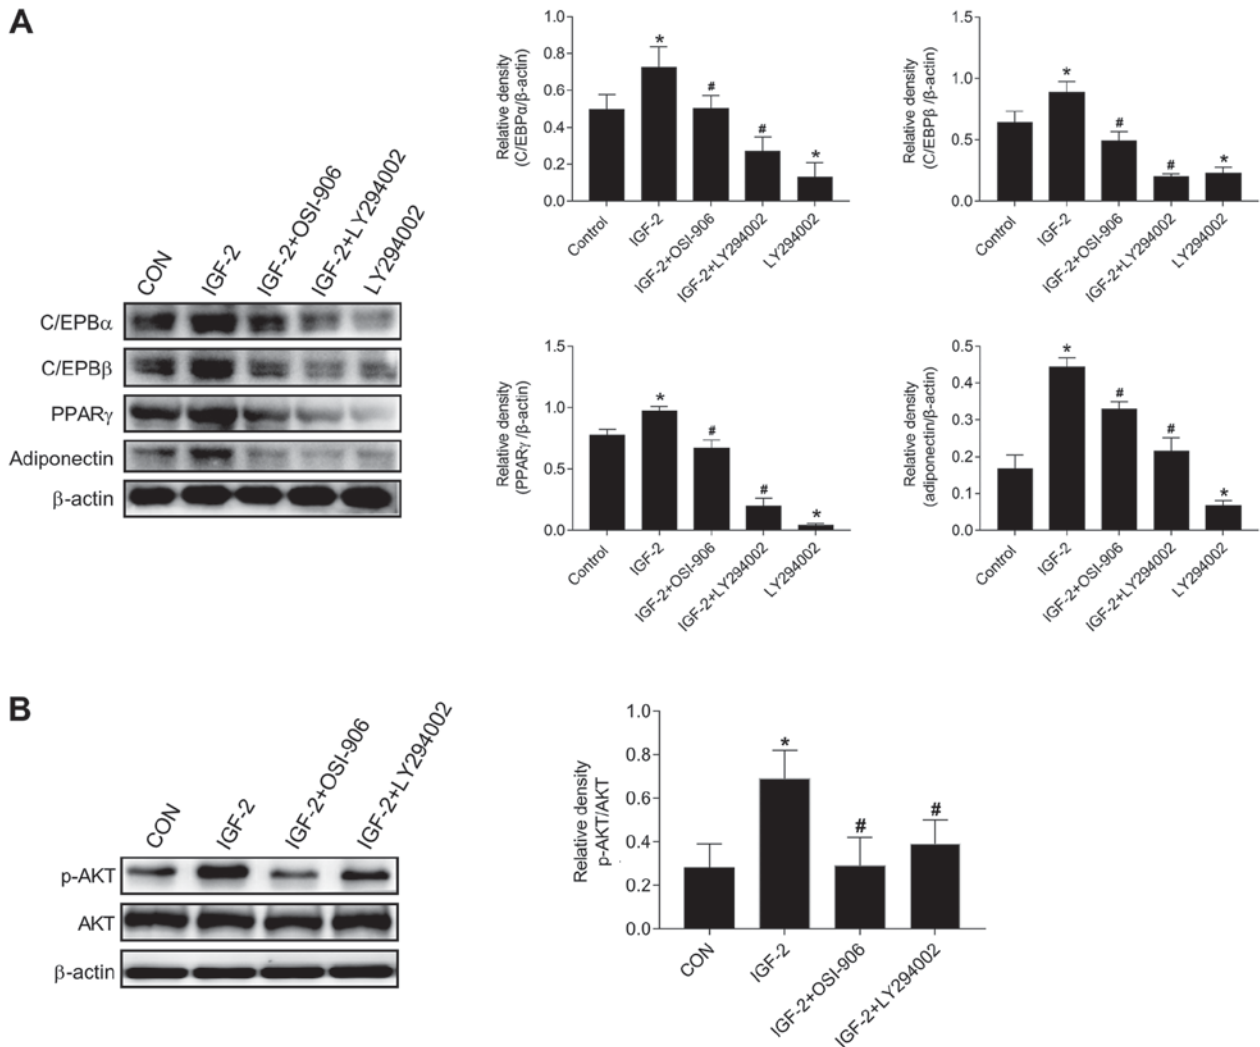 A
CON
IGF-2
IGF-2+OSI-906
IGF-2+LY294002
LY294002
C/EPBα
C/EPBβ
PPARγ
Adiponectin
β-actin
Relative density
(C/EBPα/β-actin)
1.0
0.8
0.6
0.4
0.2
0.0
*
#
#
*
Control
IGF-2
IGF-2+OSI-906
IGF-2+LY294002
LY294002
Relative density
(C/EBPβ /β-actin)
1.5
1.0
0.5
0.0
*
#
#
*
Control
IGF-2
IGF-2+OSI-906
IGF-2+LY294002
LY294002
Relative density
(PPARγ /β-actin)
1.5
1.0
0.5
0.0
*
#
#
*
Control
IGF-2
IGF-2+OSI-906
IGF-2+LY294002
LY294002
Relative density
(adiponectin/β-actin)
0.5
0.4
0.3
0.2
0.1
0.0
*
#
#
*
Control
IGF-2
IGF-2+OSI-906
IGF-2+LY294002
LY294002
B
CON
IGF-2
IGF-2+OSI-906
IGF-2+LY294002
p-AKT
AKT
β-actin
Relative density
p-AKT/AKT
1.0
0.8
0.6
0.4
0.2
0.0
*
#
#
CON
IGF-2
IGF-2+OSI-906
IGF-2+LY294002